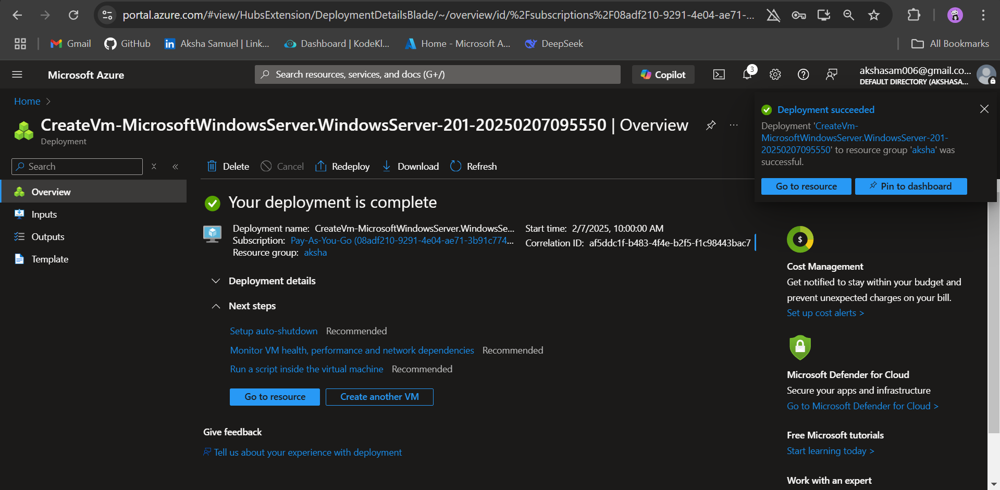 portal.azure.com/#view/HubsExtension/DeploymentDetailsBlade/~/overview/id/%2Fsubscriptions%2F08adf210-9291-4e04-ae71-...
Gmail GitHub Aksha Samuel | Link... Dashboard | KodeKl... Home - Microsoft A... DeepSeek All Bookmarks
Microsoft Azure Search resources, services, and docs (G+/) Copilot 3 akshasam006@gmail.co...
DEFAULT DIRECTORY (AKSHASA...
Home >
CreateVm-MicrosoftWindowsServer.WindowsServer-201-20250207095550 | Overview
Deployment
Search
Overview
Inputs
Outputs
Template
Delete Cancel Redeploy Download Refresh
Your deployment is complete
Deployment name: CreateVm-MicrosoftWindowsServer.WindowsSe...
Subscription: Pay-As-You-Go (08adf210-9291-4e04-ae71-3b91c774...
Resource group: aksha
Start time: 2/7/2025, 10:00:00 AM
Correlation ID: af5ddc1f-b483-4f4e-b2f5-f1c98443bac7
Deployment details
Next steps
Setup auto-shutdown Recommended
Monitor VM health, performance and network dependencies Recommended
Run a script inside the virtual machine Recommended
Go to resource Create another VM
Give feedback
Tell us about your experience with deployment
Deployment succeeded
Deployment 'CreateVm-
MicrosoftWindowsServer.WindowsServer-201-
20250207095550' to resource group 'aksha' was
successful.
Go to resource Pin to dashboard
$
Cost Management
Get notified to stay within your budget and
prevent unexpected charges on your bill.
Set up cost alerts >
Microsoft Defender for Cloud
Secure your apps and infrastructure
Go to Microsoft Defender for Cloud >
Free Microsoft tutorials
Start learning today >
Work with an expert